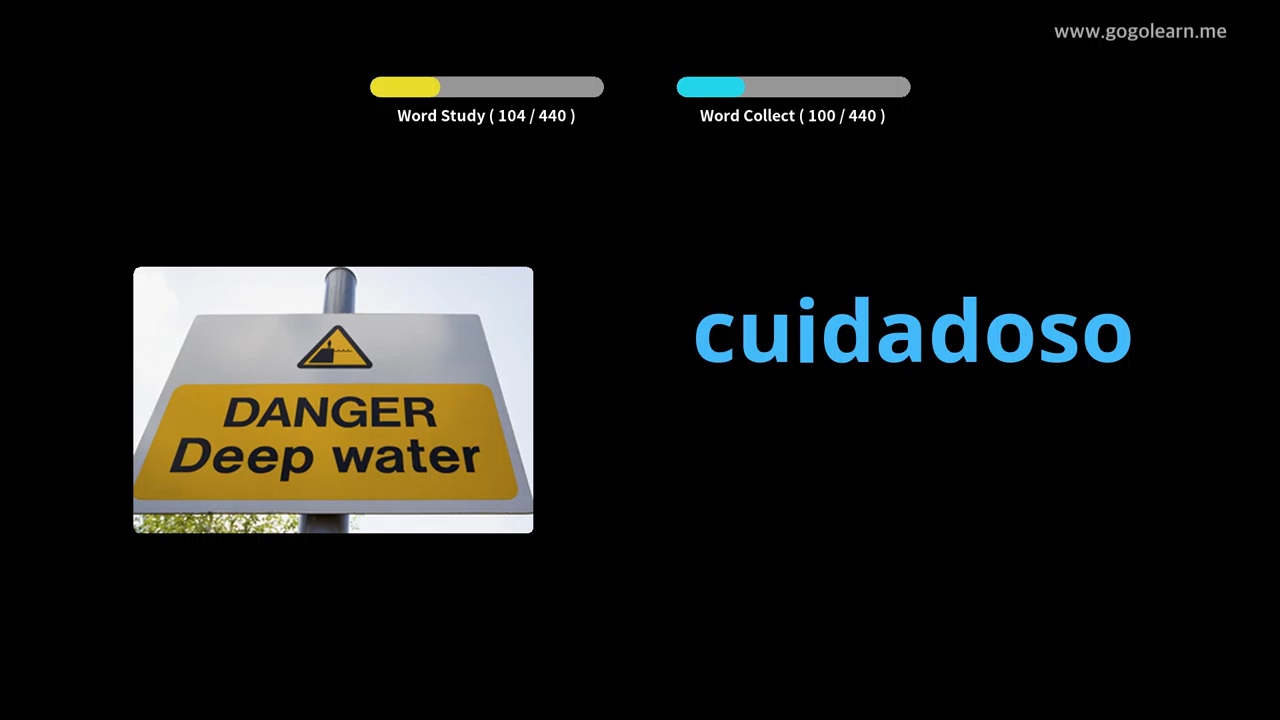 www.gogolearn.me
Word Study ( 104 / 440 )
Word Collect ( 100 / 440 )
cuidadoso
DANGER
Deep water